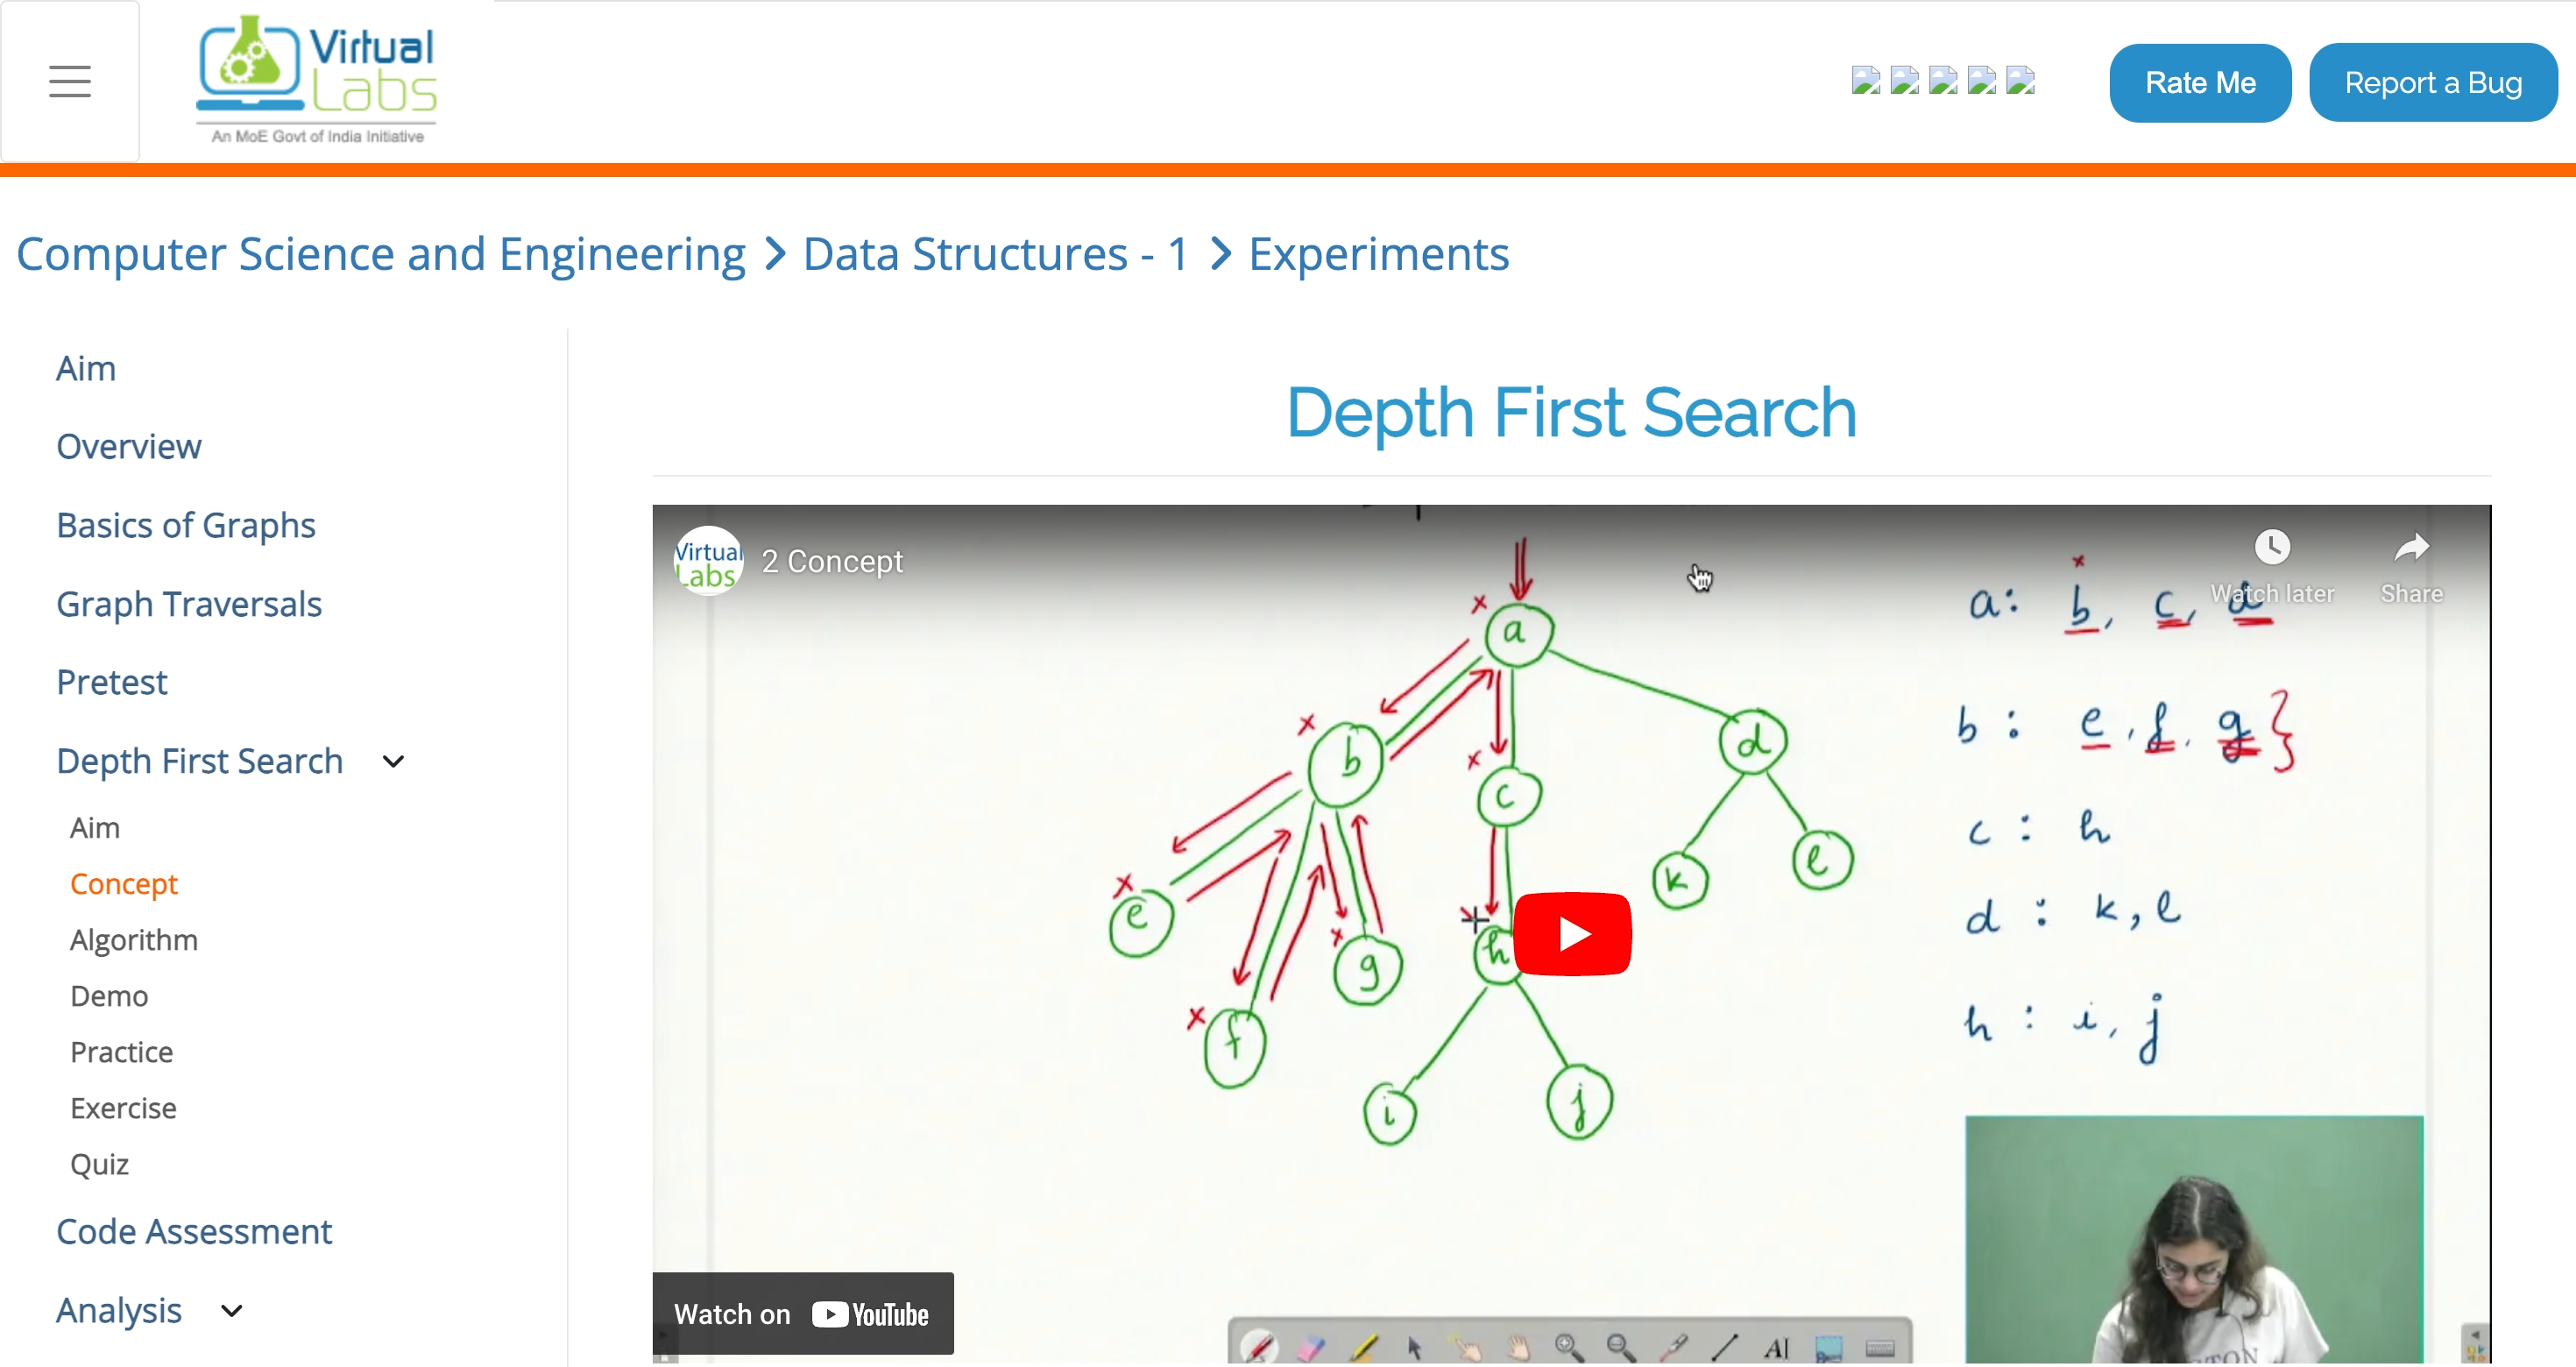 Virtual
Labs
An MoE Govt of India Initiative
Rate Me
Report a Bug
Computer Science and Engineering > Data Structures - 1 > Experiments
Aim
Overview
Basics of Graphs
Graph Traversals
Pretest
Depth First Search
Aim
Concept
Algorithm
Demo
Practice
Exercise
Quiz
Code Assessment
Analysis
Depth First Search
Virtual
Labs
2 Concept
Watch later
Share
a
b
c
d
e
f
g
h
k
l
i
j
a: b, c, d
b : e, f, g }
c : h
d : k, l
h : i, j
Watch on YouTube
A